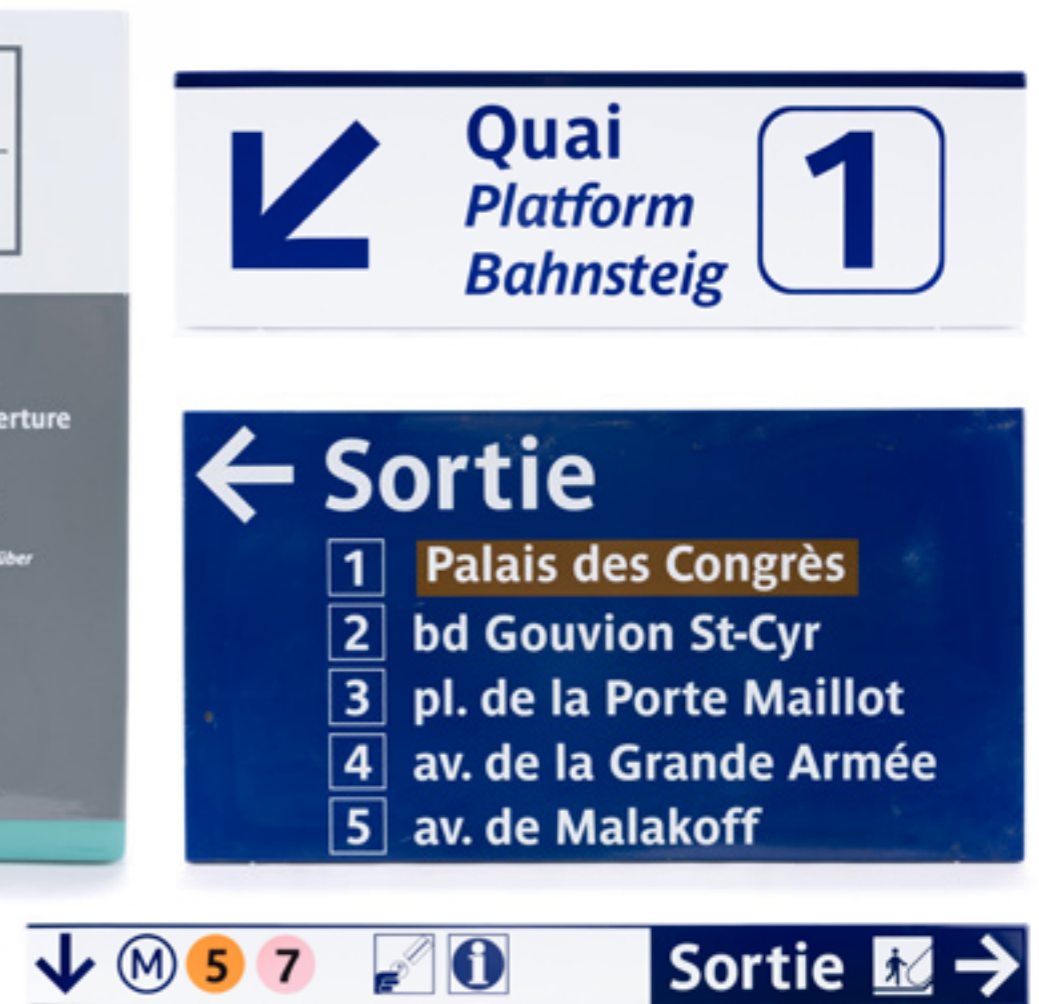 Quai
Platform
Bahnsteig
1
erture
über
Sortie
1 Palais des Congrès
2 bd Gouvion St-Cyr
3 pl. de la Porte Maillot
4 av. de la Grande Armée
5 av. de Malakoff
M 5 7 i Sortie